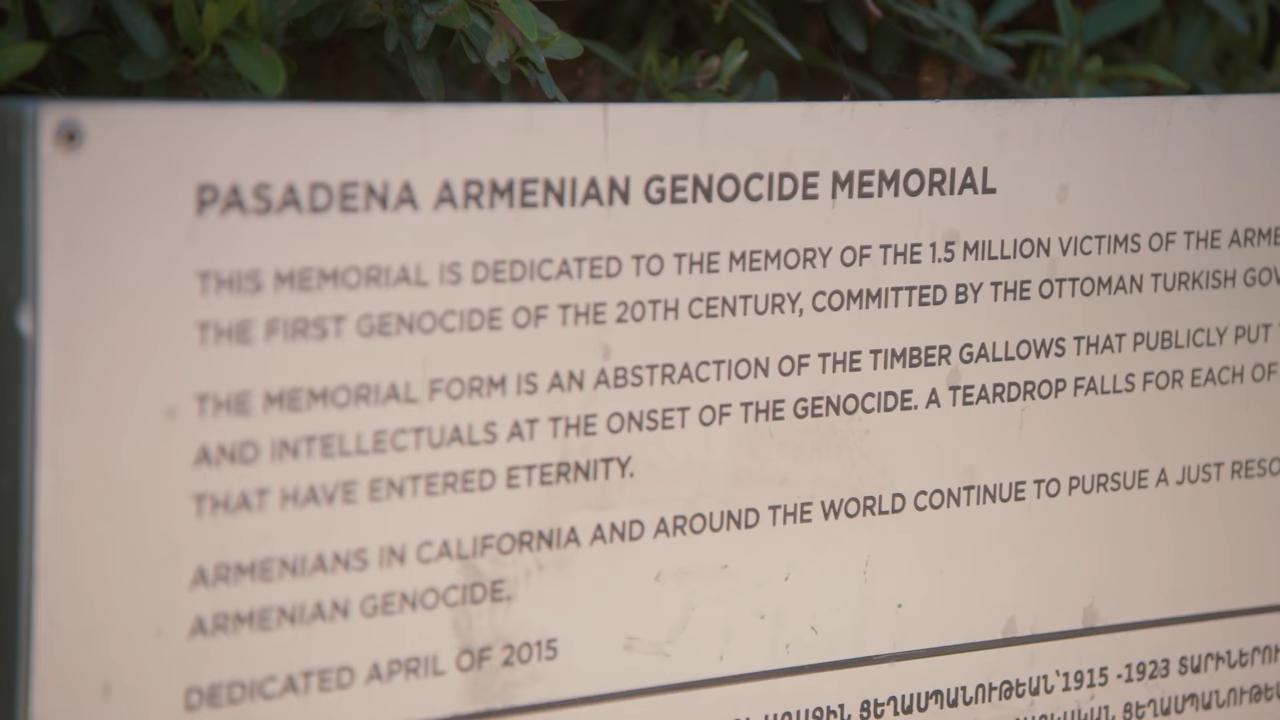 PASADENA ARMENIAN GENOCIDE MEMORIAL
THIS MEMORIAL IS DEDICATED TO THE MEMORY OF THE 1.5 MILLION VICTIMS OF THE ARME
THE FIRST GENOCIDE OF THE 20TH CENTURY, COMMITTED BY THE OTTOMAN TURKISH GOV
THE MEMORIAL FORM IS AN ABSTRACTION OF THE TIMBER GALLOWS THAT PUBLICLY PUT
AND INTELLECTUALS AT THE ONSET OF THE GENOCIDE. A TEARDROP FALLS FOR EACH OF
THAT HAVE ENTERED ETERNITY.
ARMENIANS IN CALIFORNIA AND AROUND THE WORLD CONTINUE TO PURSUE A JUST RESO
ARMENIAN GENOCIDE.
DEDICATED APRIL OF 2015
ՑԵՂԱՍՊԱՆՈՒԹԵԱՆ՝ 1915 -1923 ՏԱՐԻՆԵՐՈՒ
ՑԵՂԱՍՊԱՆՈՒԹԵԱՆ